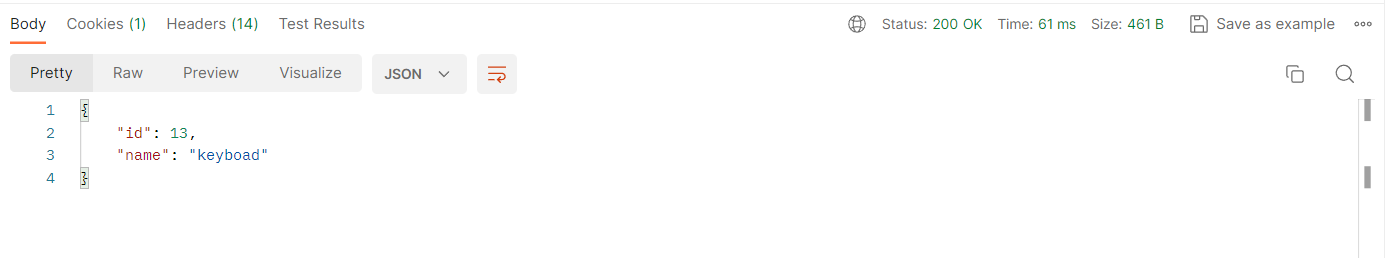 Body Cookies (1) Headers (14) Test Results Status: 200 OK Time: 61 ms Size: 461 B Save as example
Pretty Raw Preview Visualize JSON
1 {
2 "id": 13,
3 "name": "keyboad"
4 }